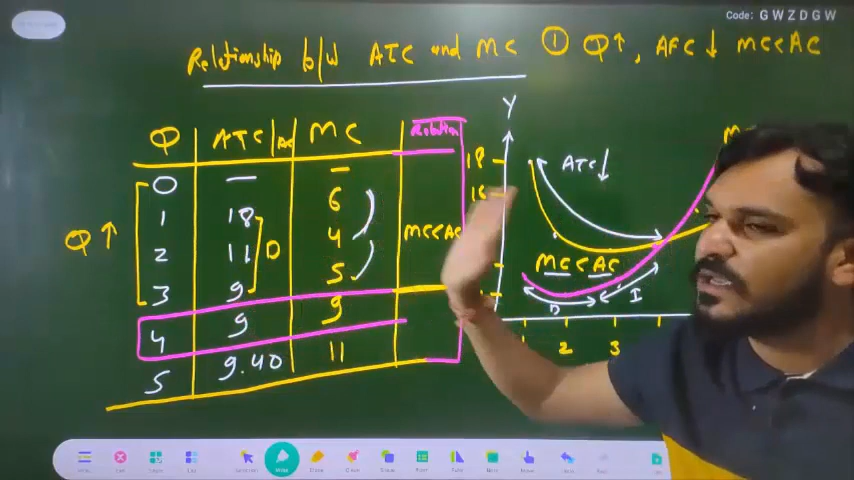 Code: GWZDGW
Relationship b/w ATC and MC ① Q↑, AFC ↓ MC<AC
Q ATC/AC MC Relation
0 — —
1 18 6
2 11 4 MC<AC
3 9 5
4 9 9
5 9.40 11
Q ↑
D
Y
18
16
ATC↓
MC<AC
D I
1 2 3